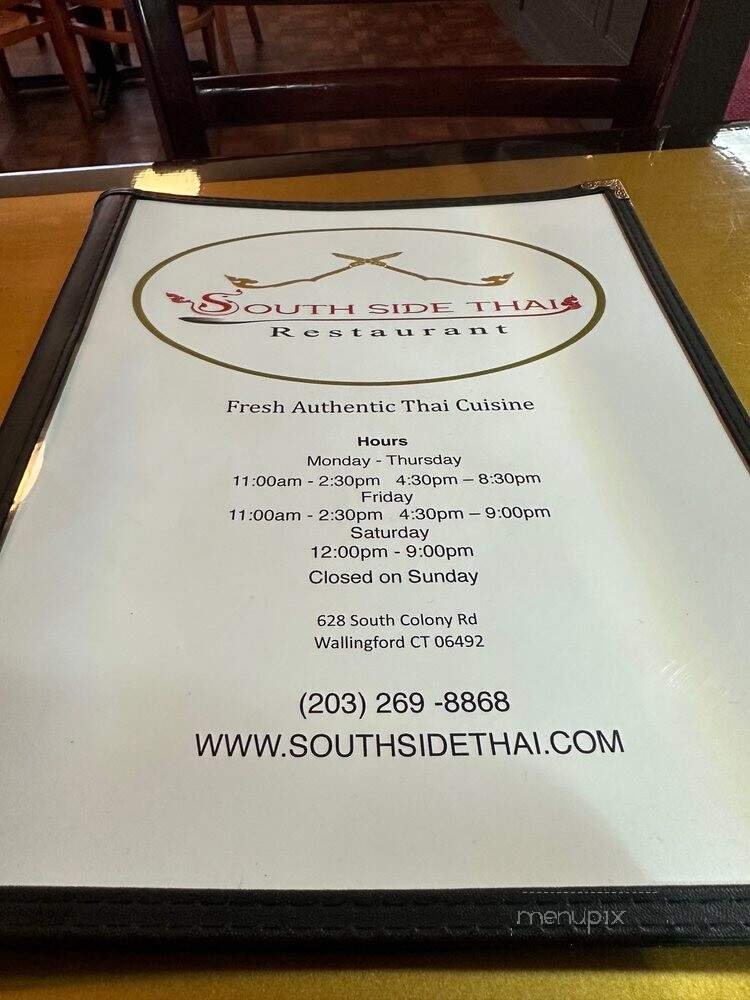 SOUTH SIDE THAI
Restaurant
Fresh Authentic Thai Cuisine
Hours
Monday - Thursday
11:00am - 2:30pm 4:30pm – 8:30pm
Friday
11:00am - 2:30pm 4:30pm – 9:00pm
Saturday
12:00pm - 9:00pm
Closed on Sunday
628 South Colony Rd
Wallingford CT 06492
(203) 269 -8868
WWW.SOUTHSIDETHAI.COM
menupix